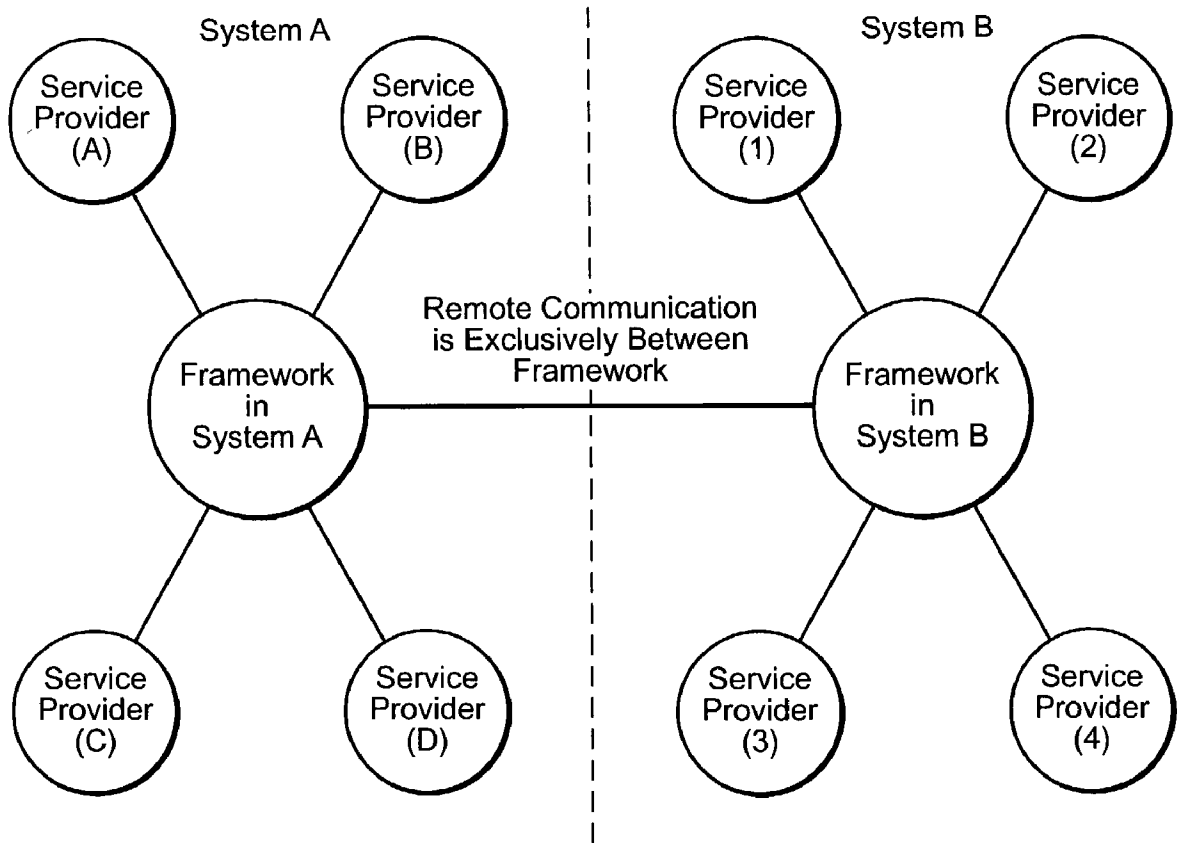 System A
System B
Service
Provider
(A)
Service
Provider
(B)
Service
Provider
(1)
Service
Provider
(2)
Remote Communication
is Exclusively Between
Framework
Framework
in
System A
Framework
in
System B
Service
Provider
(C)
Service
Provider
(D)
Service
Provider
(3)
Service
Provider
(4)